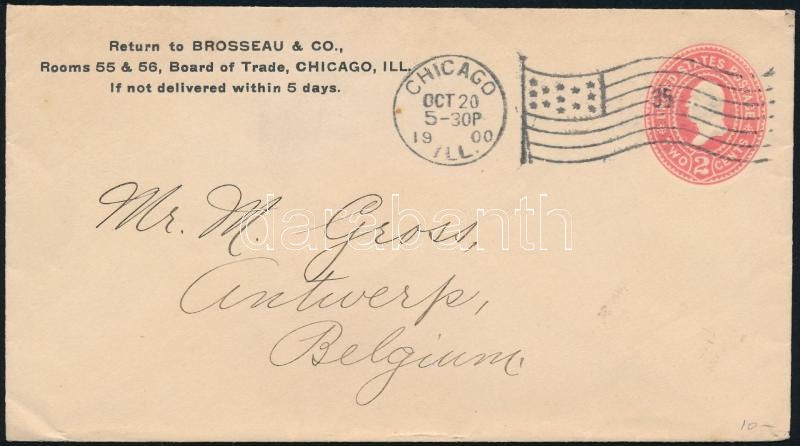 Return to BROSSEAU & CO.,
Rooms 55 & 56, Board of Trade, CHICAGO, ILL.
If not delivered within 5 days.
CHICAGO
OCT 20
5-30P
19 00
ILL.
UNITED STATES POSTAGE
TWO 2 CENTS
Mr. M. Gross,
Antwerp,
Belgium.
darabanth
10-